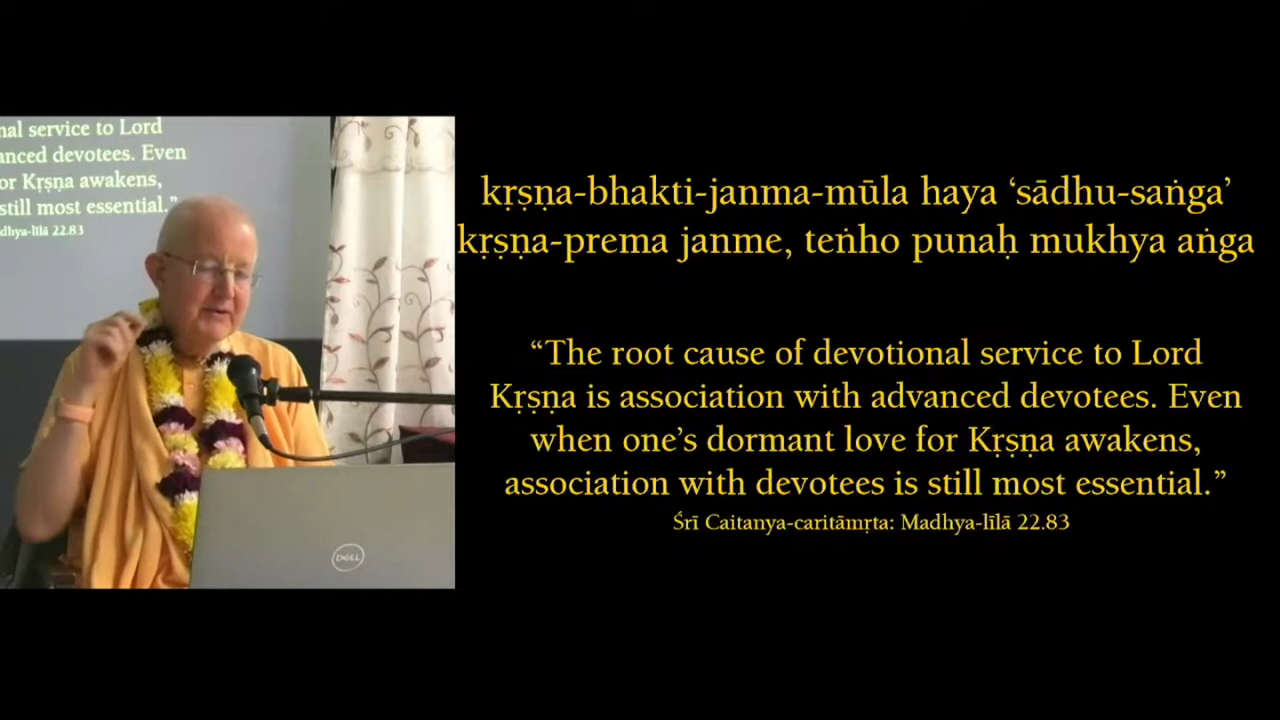 nal service to Lord
anced devotees. Even
or Kṛṣṇa awakens,
still most essential.”
dhya-līlā 22.83
DELL
kṛṣṇa-bhakti-janma-mūla haya ‘sādhu-saṅga’
kṛṣṇa-prema janme, teṅho punaḥ mukhya aṅga
“The root cause of devotional service to Lord
Kṛṣṇa is association with advanced devotees. Even
when one’s dormant love for Kṛṣṇa awakens,
association with devotees is still most essential.”
Śrī Caitanya-caritāmṛta: Madhya-līlā 22.83